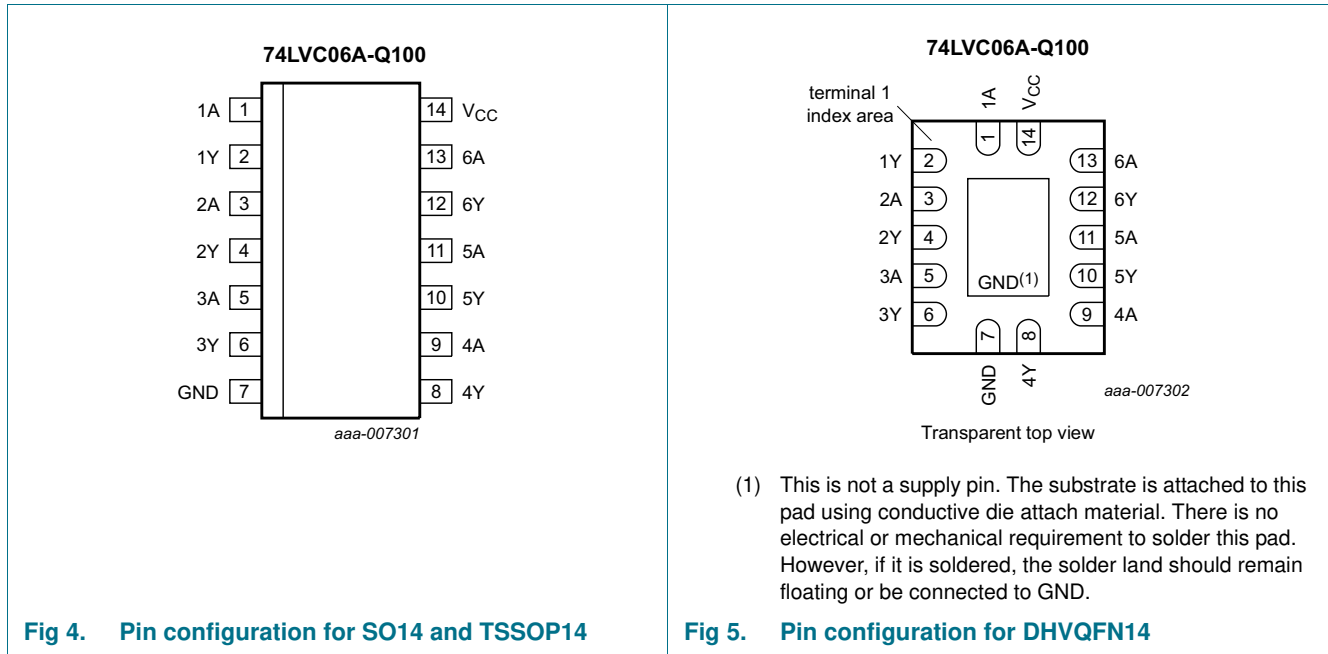 74LVC06A-Q100
1A 1
14 VCC
1Y 2
13 6A
2A 3
12 6Y
2Y 4
11 5A
3A 5
10 5Y
3Y 6
9 4A
GND 7
8 4Y
aaa-007301
Fig 4. Pin configuration for SO14 and TSSOP14
74LVC06A-Q100
terminal 1
index area
1A
VCC
1
14
1Y 2
13 6A
2A 3
12 6Y
2Y 4
11 5A
3A 5
10 5Y
GND(1)
3Y 6
9 4A
7
8
GND
4Y
aaa-007302
Transparent top view
(1) This is not a supply pin. The substrate is attached to this
pad using conductive die attach material. There is no
electrical or mechanical requirement to solder this pad.
However, if it is soldered, the solder land should remain
floating or be connected to GND.
Fig 5. Pin configuration for DHVQFN14